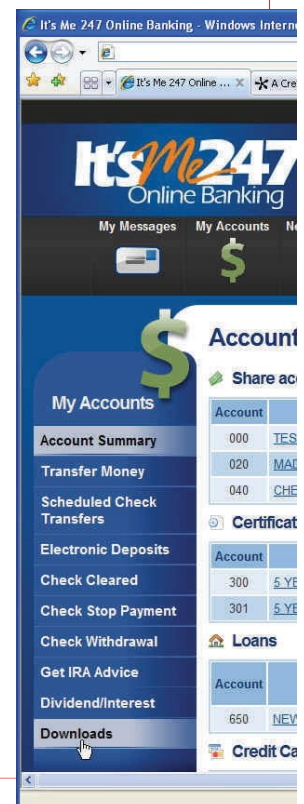 It's Me 247 Online Banking - Windows Intern
It's Me 247 Online ...
A Cre
It'sMe247
Online Banking
My Messages
My Accounts
Account
Share acc
My Accounts
Account
Account Summary
000 TES
Transfer Money
020 MAD
040 CHE
Scheduled Check
Transfers
Certificat
Electronic Deposits
Account
Check Cleared
300 5 YE
Check Stop Payment
301 5 YE
Check Withdrawal
Loans
Get IRA Advice
Account
Dividend/Interest
650 NEW
Downloads
Credit Ca